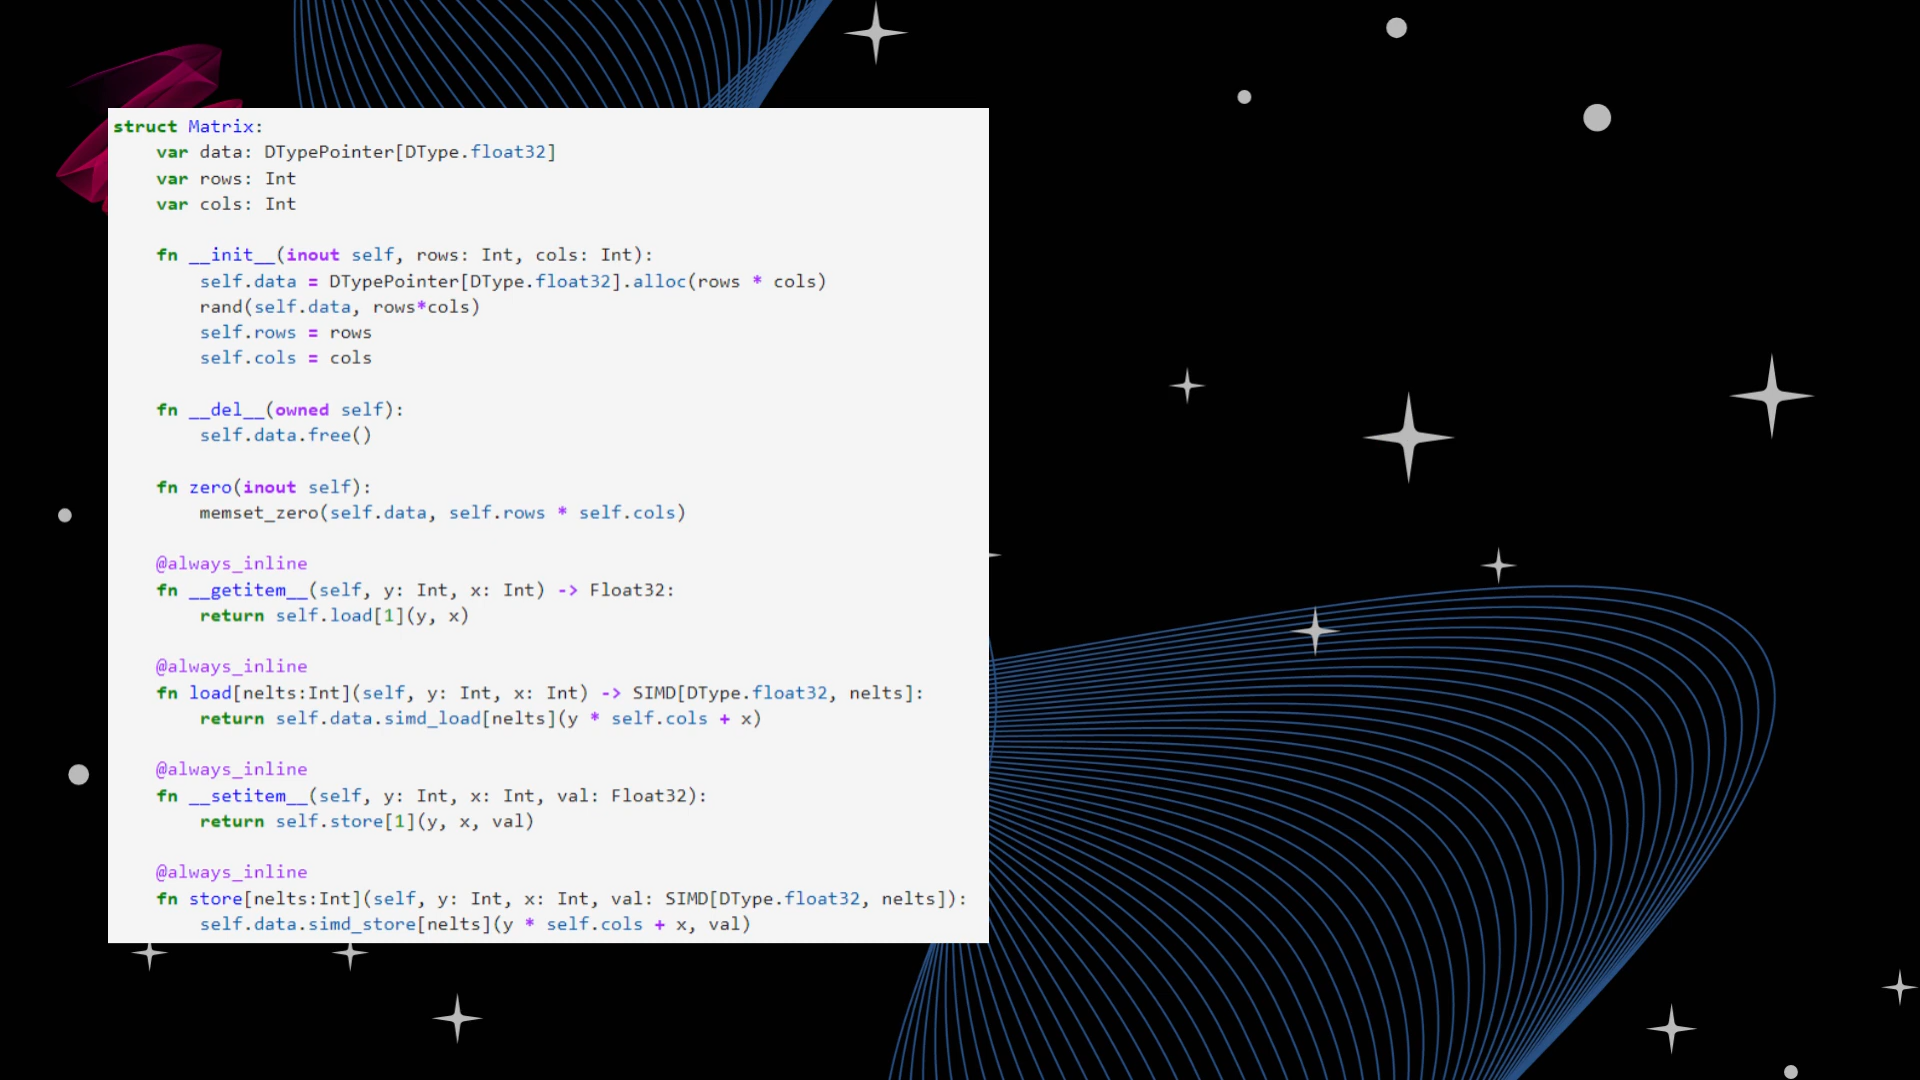 struct Matrix:
    var data: DTypePointer[DType.float32]
    var rows: Int
    var cols: Int

    fn __init__(inout self, rows: Int, cols: Int):
        self.data = DTypePointer[DType.float32].alloc(rows * cols)
        rand(self.data, rows*cols)
        self.rows = rows
        self.cols = cols

    fn __del__(owned self):
        self.data.free()

    fn zero(inout self):
        memset_zero(self.data, self.rows * self.cols)

    @always_inline
    fn __getitem__(self, y: Int, x: Int) -> Float32:
        return self.load[1](y, x)

    @always_inline
    fn load[nelts:Int](self, y: Int, x: Int) -> SIMD[DType.float32, nelts]:
        return self.data.simd_load[nelts](y * self.cols + x)

    @always_inline
    fn __setitem__(self, y: Int, x: Int, val: Float32):
        return self.store[1](y, x, val)

    @always_inline
    fn store[nelts:Int](self, y: Int, x: Int, val: SIMD[DType.float32, nelts]):
        self.data.simd_store[nelts](y * self.cols + x, val)